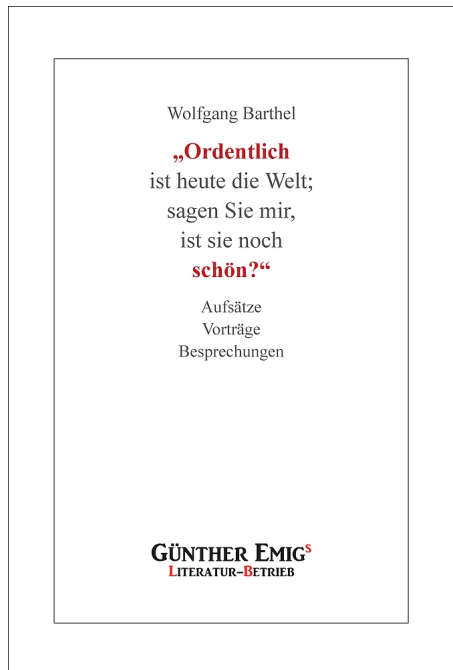 Wolfgang Barthel
„Ordentlich
ist heute die Welt;
sagen Sie mir,
ist sie noch
schön?“
Aufsätze
Vorträge
Besprechungen
GÜNTHER EMIGS
LITERATUR–BETRIEB